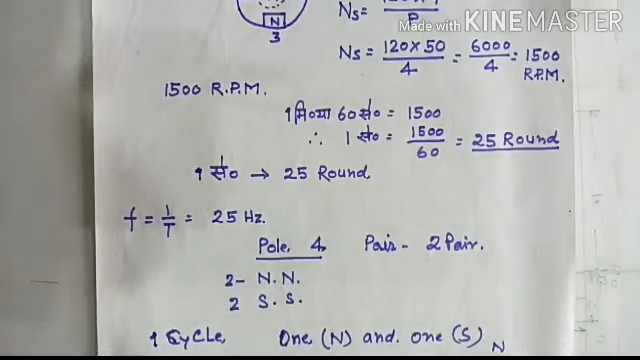 Made with KINEMASTER
N
3
Ns = P
Ns = 120×50 / 4 = 6000 / 4 = 1500 R.P.M.
1500 R.P.M.
1 मि० या 60 से० = 1500
∴ 1 से० = 1500 / 60 = 25 Round
1 से० → 25 Round
f = 1/T = 25 Hz.
Pole 4 Pair - 2 Pair.
2- N. N.
2 S. S.
1 Cycle One (N) and. one (S) N